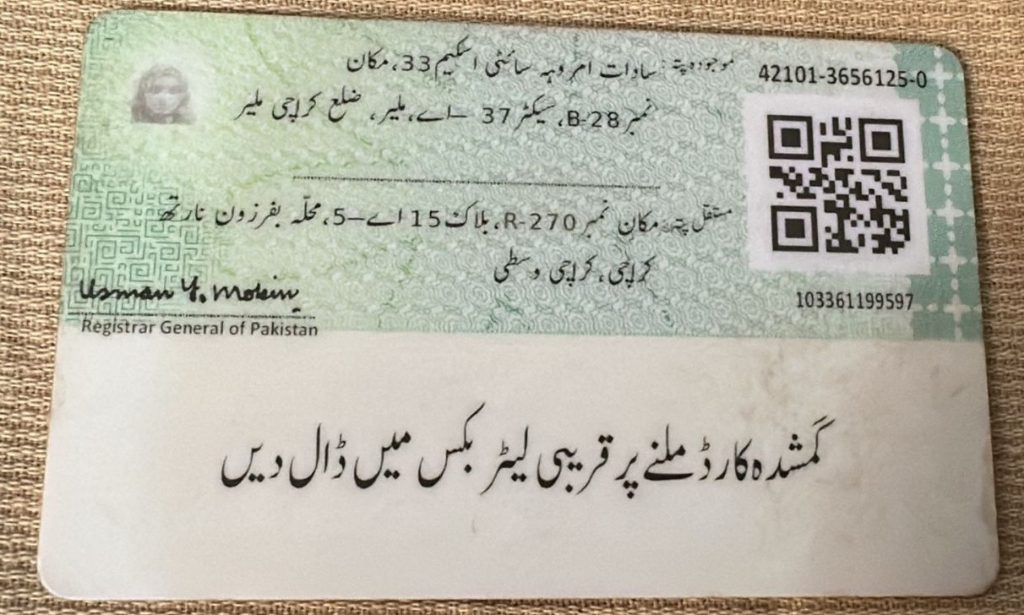 موجودہ پتہ: سادات امروہہ سائٹی اسکیم 33، مکان
نمبر B-28، سیکٹر 37 -اے، ملیر، ضلع کراچی ملیر
42101-3656125-0
مستقل پتہ: مکان نمبر R-270، بلاک 15 اے-5، محلہ بفرزون نارتھ
کراچی، کراچی وسطی
103361199597
Usman Y. Mobin
Registrar General of Pakistan
گمشدہ کارڈ ملنے پر قریبی لیٹر بکس میں ڈال دیں